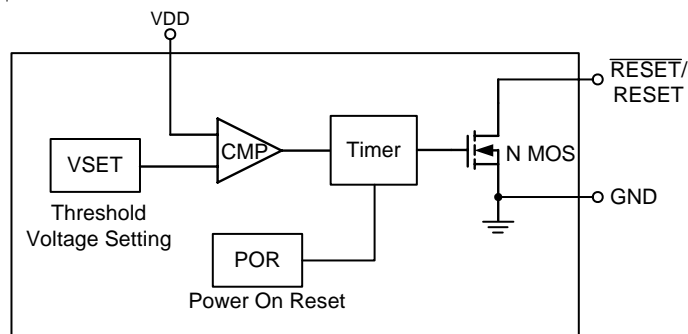 VDD
RESET/
RESET
CMP
VSET
Timer
N MOS
GND
Threshold
Voltage Setting
POR
Power On Reset